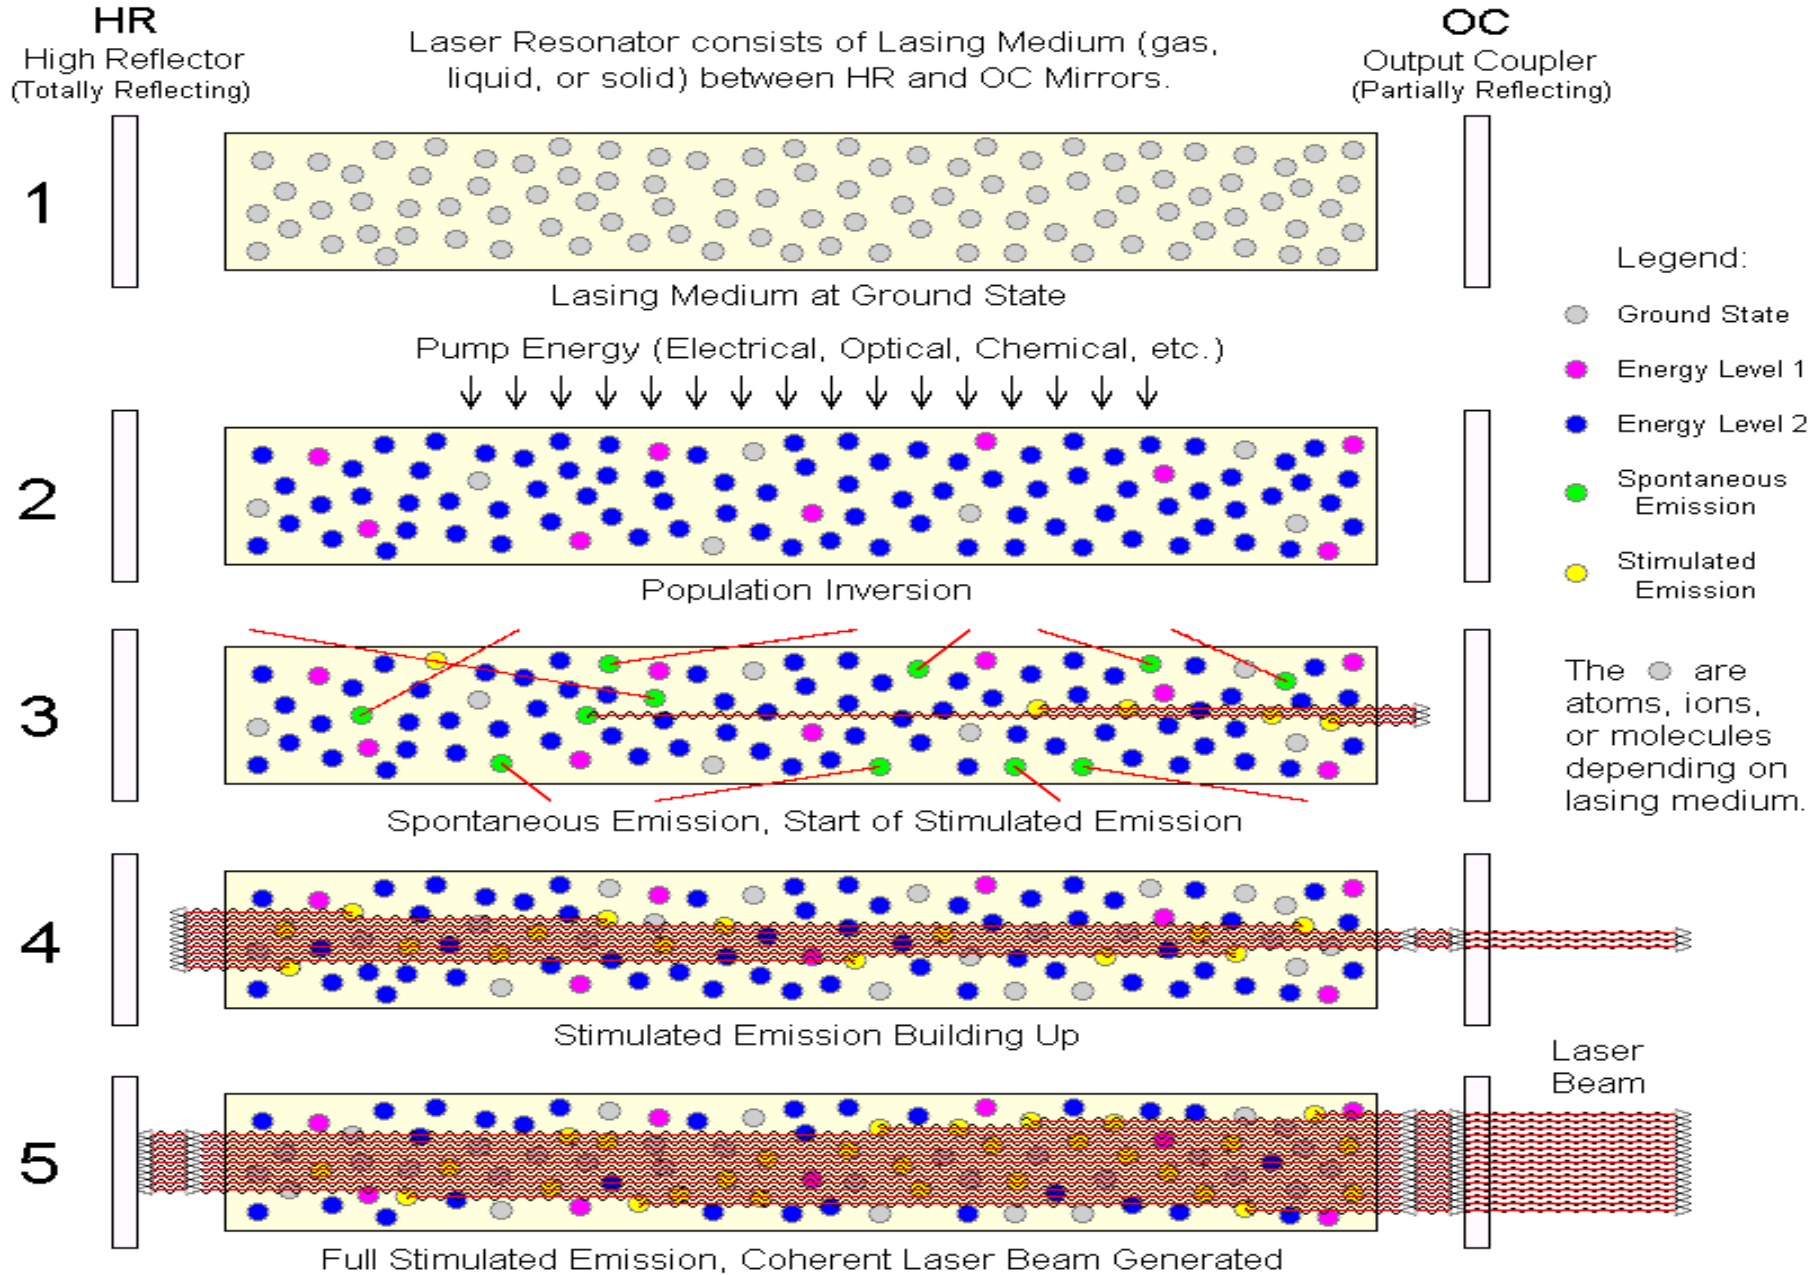 HR
High Reflector
(Totally Reflecting)
Laser Resonator consists of Lasing Medium (gas,
liquid, or solid) between HR and OC Mirrors.
OC
Output Coupler
(Partially Reflecting)
1
Lasing Medium at Ground State
Pump Energy (Electrical, Optical, Chemical, etc.)
2
Population Inversion
3
Spontaneous Emission, Start of Stimulated Emission
4
Stimulated Emission Building Up
5
Full Stimulated Emission, Coherent Laser Beam Generated
Legend:
Ground State
Energy Level 1
Energy Level 2
Spontaneous
Emission
Stimulated
Emission
The are
atoms, ions,
or molecules
depending on
lasing medium.
Laser
Beam